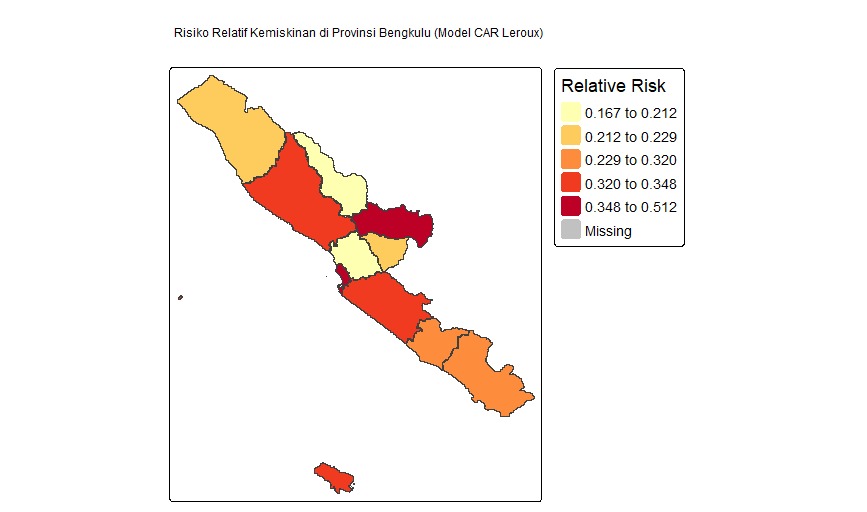 Risiko Relatif Kemiskinan di Provinsi Bengkulu (Model CAR Leroux)
Relative Risk
0.167 to 0.212
0.212 to 0.229
0.229 to 0.320
0.320 to 0.348
0.348 to 0.512
Missing